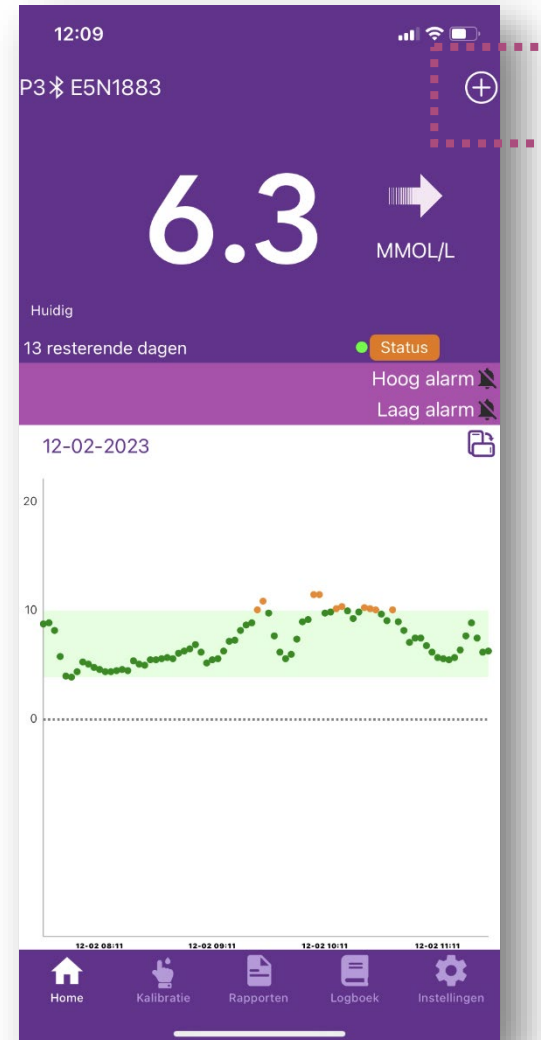 12:09
P3 E5N1883
6.3
MMOL/L
Huidig
13 resterende dagen
Status
Hoog alarm
Laag alarm
12-02-2023
20
10
0
12-02 08:11 12-02 09:11 12-02 10:11 12-02 11:11
Home Kalibratie Rapporten Logboek Instellingen